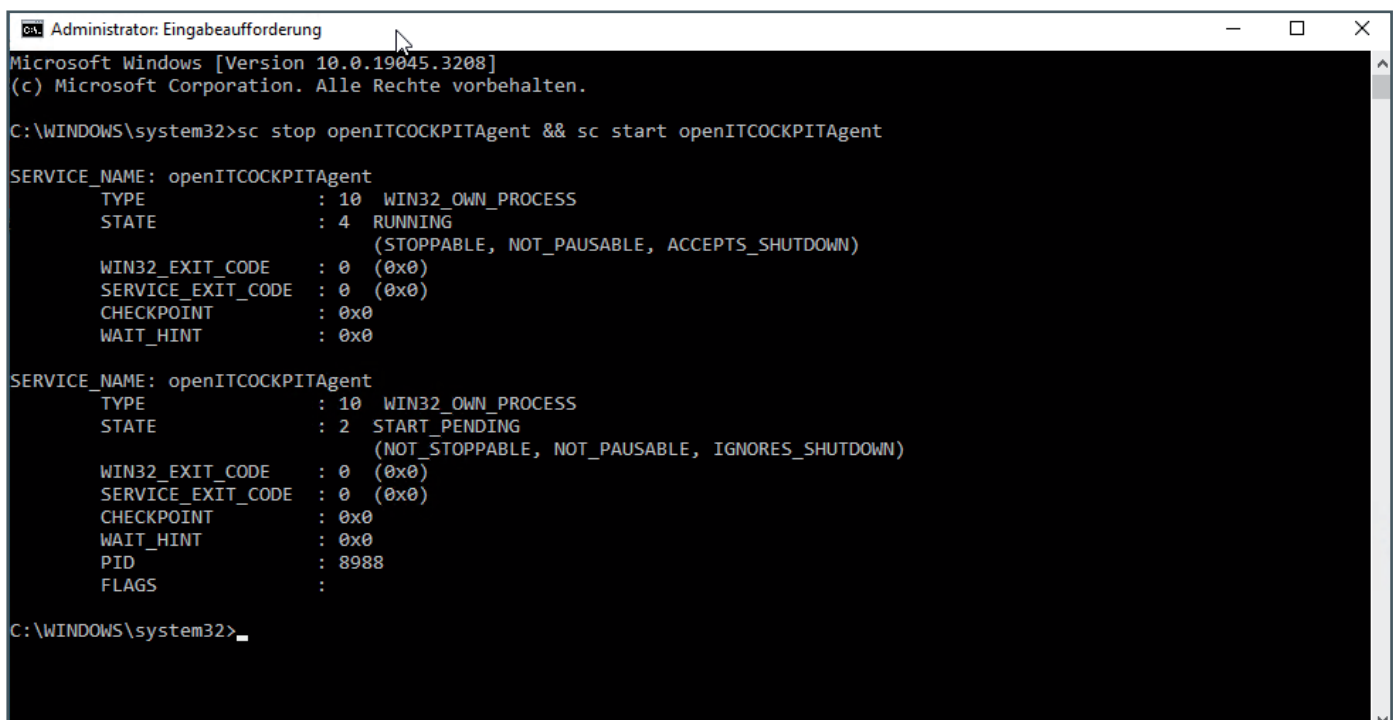 Administrator: Eingabeaufforderung
Microsoft Windows [Version 10.0.19045.3208]
(c) Microsoft Corporation. Alle Rechte vorbehalten.
C:\WINDOWS\system32>sc stop openITCOCKPITAgent && sc start openITCOCKPITAgent
SERVICE_NAME: openITCOCKPITAgent
TYPE : 10 WIN32_OWN_PROCESS
STATE : 4 RUNNING
(STOPPABLE, NOT_PAUSABLE, ACCEPTS_SHUTDOWN)
WIN32_EXIT_CODE : 0 (0x0)
SERVICE_EXIT_CODE : 0 (0x0)
CHECKPOINT : 0x0
WAIT_HINT : 0x0
SERVICE_NAME: openITCOCKPITAgent
TYPE : 10 WIN32_OWN_PROCESS
STATE : 2 START_PENDING
(NOT_STOPPABLE, NOT_PAUSABLE, IGNORES_SHUTDOWN)
WIN32_EXIT_CODE : 0 (0x0)
SERVICE_EXIT_CODE : 0 (0x0)
CHECKPOINT : 0x0
WAIT_HINT : 0x0
PID : 8988
FLAGS :
C:\WINDOWS\system32>